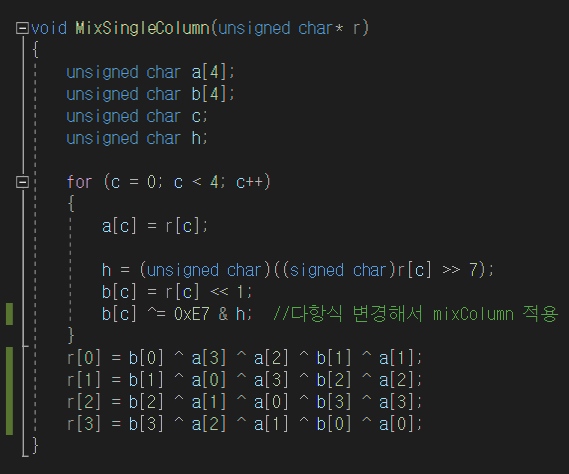 void MixSingleColumn(unsigned char* r)
{
unsigned char a[4];
unsigned char b[4];
unsigned char c;
unsigned char h;
for (c = 0; c < 4; c++)
{
a[c] = r[c];
h = (unsigned char)((signed char)r[c] >> 7);
b[c] = r[c] << 1;
b[c] ^= 0xE7 & h; //다항식 변경해서 mixColumn 적용
}
r[0] = b[0] ^ a[3] ^ a[2] ^ b[1] ^ a[1];
r[1] = b[1] ^ a[0] ^ a[3] ^ b[2] ^ a[2];
r[2] = b[2] ^ a[1] ^ a[0] ^ b[3] ^ a[3];
r[3] = b[3] ^ a[2] ^ a[1] ^ b[0] ^ a[0];
}